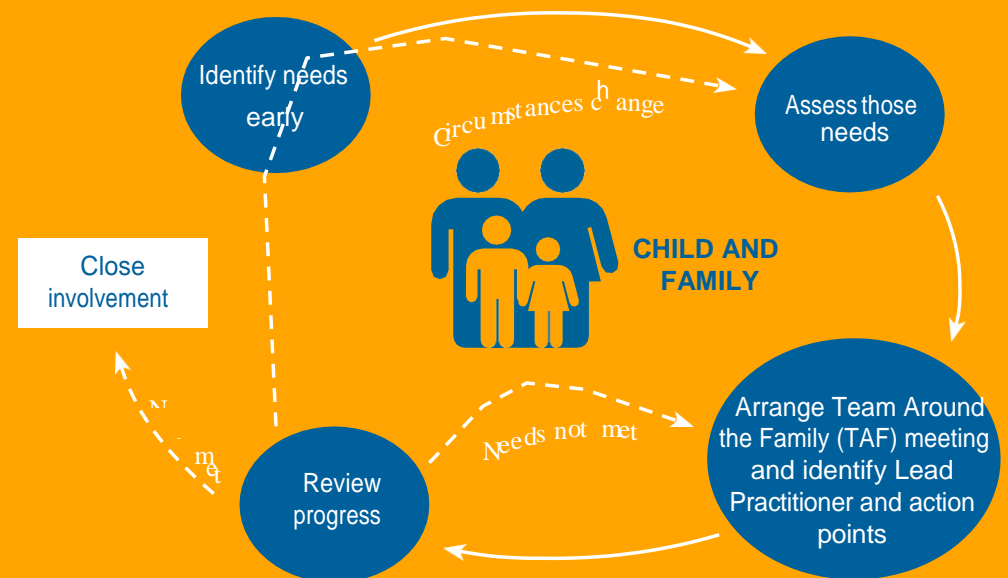 Identify needs
early
Circumstances change
Assess those
needs
CHILD AND
FAMILY
Close
involvement
Arrange Team Around
the Family (TAF) meeting
and identify Lead
Practitioner and action
points
Needs not met
met
Review
progress